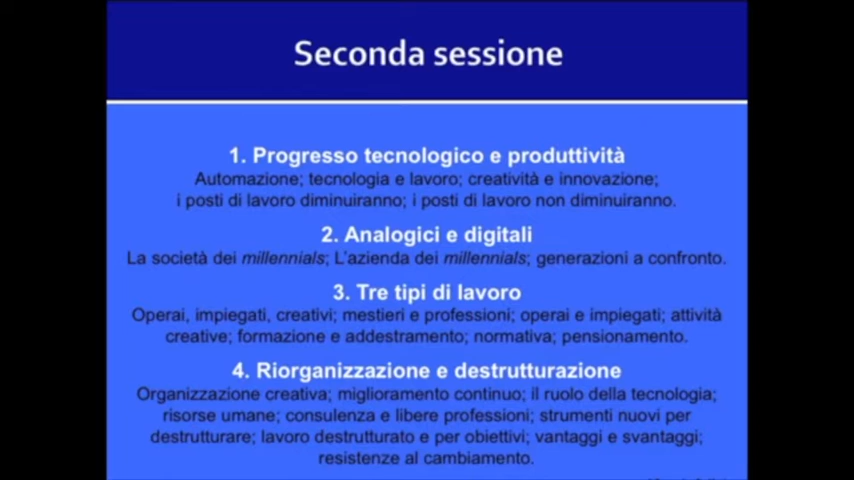 Seconda sessione
1. Progresso tecnologico e produttività
Automazione; tecnologia e lavoro; creatività e innovazione;
i posti di lavoro diminuiranno; i posti di lavoro non diminuiranno.
2. Analogici e digitali
La società dei millennials; L'azienda dei millennials; generazioni a confronto.
3. Tre tipi di lavoro
Operai, impiegati, creativi; mestieri e professioni; operai e impiegati; attività
creative; formazione e addestramento; normativa; pensionamento.
4. Riorganizzazione e destrutturazione
Organizzazione creativa; miglioramento continuo; il ruolo della tecnologia;
risorse umane; consulenza e libere professioni; strumenti nuovi per
destrutturare; lavoro destrutturato e per obiettivi; vantaggi e svantaggi;
resistenze al cambiamento.